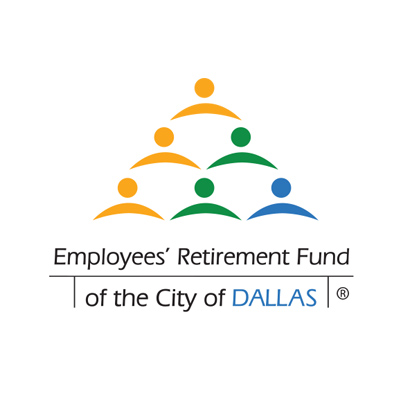 Employees’ Retirement Fund
of the City of DALLAS ®